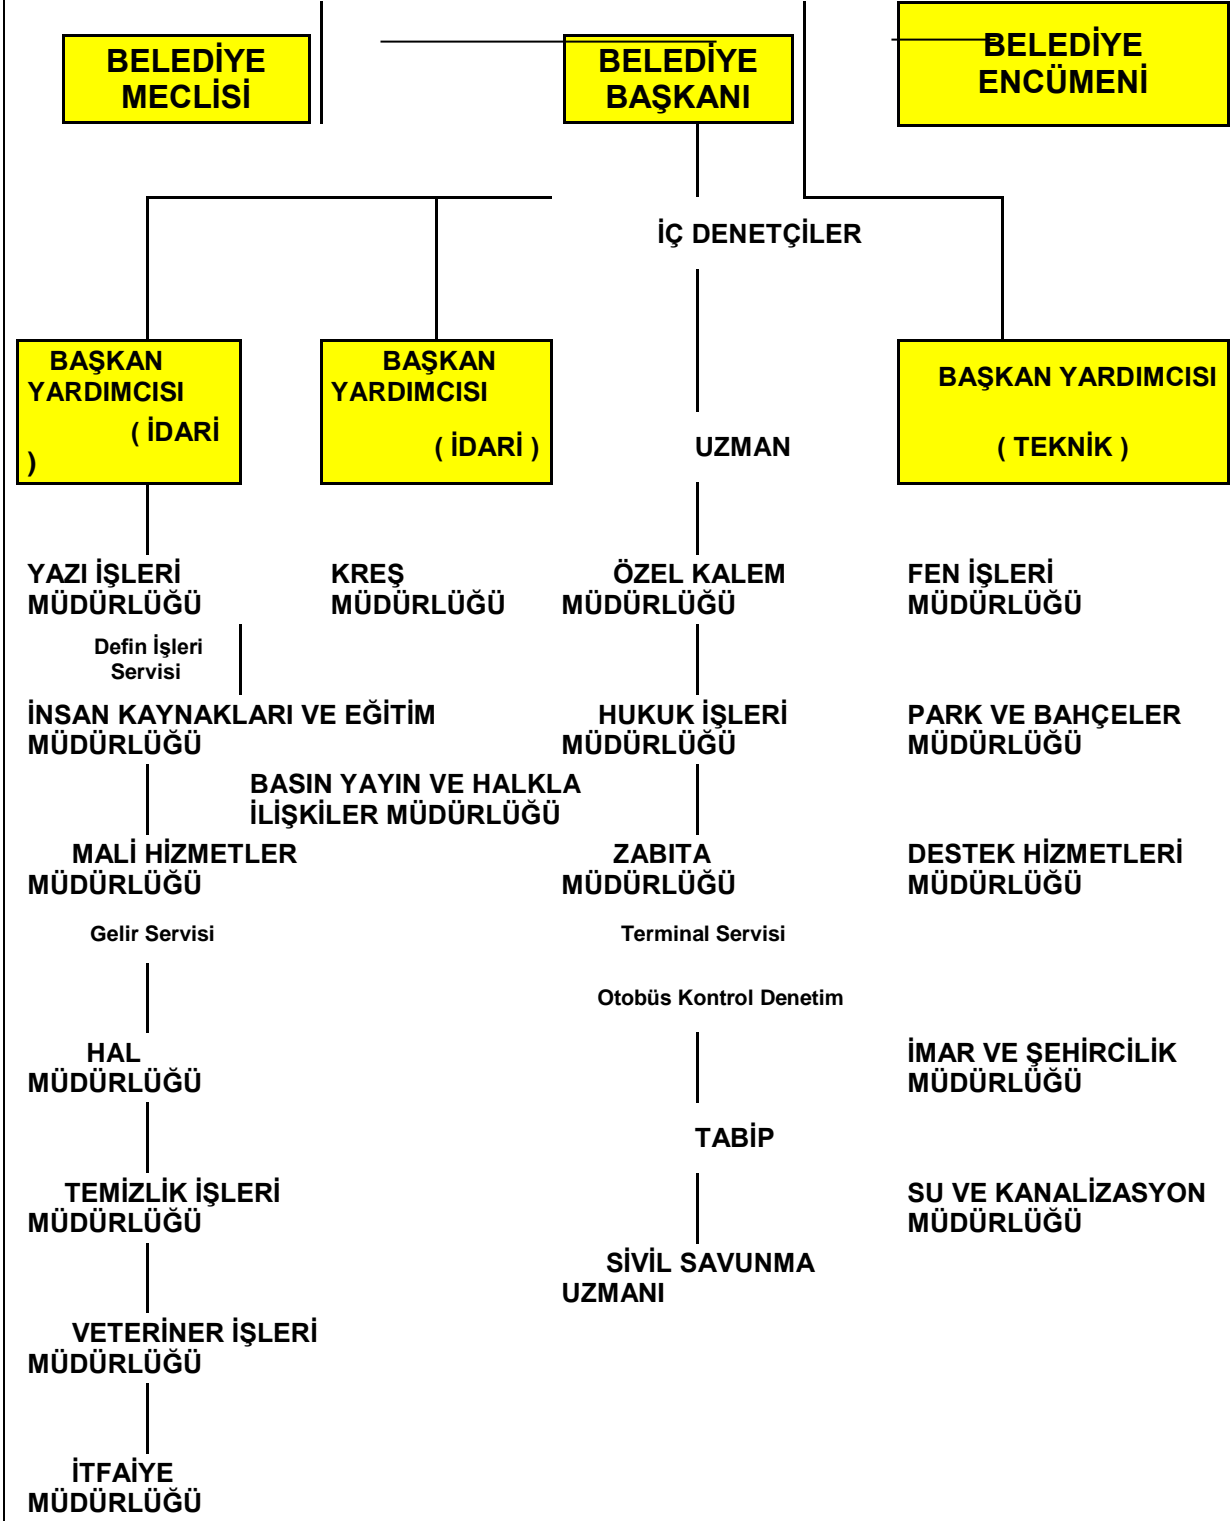 BELEDİYE
MECLİSİ
BELEDİYE
BAŞKANI
BELEDİYE
ENCÜMENİ
İÇ DENETÇİLER
BAŞKAN
YARDIMCISI
( İDARİ
)
BAŞKAN
YARDIMCISI
( İDARİ )
UZMAN
BAŞKAN YARDIMCISI
( TEKNİK )
YAZI İŞLERİ
MÜDÜRLÜĞÜ
KREŞ
MÜDÜRLÜĞÜ
ÖZEL KALEM
MÜDÜRLÜĞÜ
FEN İŞLERİ
MÜDÜRLÜĞÜ
Defin İşleri
Servisi
İNSAN KAYNAKLARI VE EĞİTİM
MÜDÜRLÜĞÜ
HUKUK İŞLERİ
MÜDÜRLÜĞÜ
PARK VE BAHÇELER
MÜDÜRLÜĞÜ
BASIN YAYIN VE HALKLA
İLİŞKİLER MÜDÜRLÜĞÜ
MALİ HİZMETLER
MÜDÜRLÜĞÜ
ZABITA
MÜDÜRLÜĞÜ
DESTEK HİZMETLERİ
MÜDÜRLÜĞÜ
Gelir Servisi
Terminal Servisi
Otobüs Kontrol Denetim
HAL
MÜDÜRLÜĞÜ
İMAR VE ŞEHİRCİLİK
MÜDÜRLÜĞÜ
TABİP
TEMİZLİK İŞLERİ
MÜDÜRLÜĞÜ
SU VE KANALİZASYON
MÜDÜRLÜĞÜ
SİVİL SAVUNMA
UZMANI
VETERİNER İŞLERİ
MÜDÜRLÜĞÜ
İTFAİYE
MÜDÜRLÜĞÜ